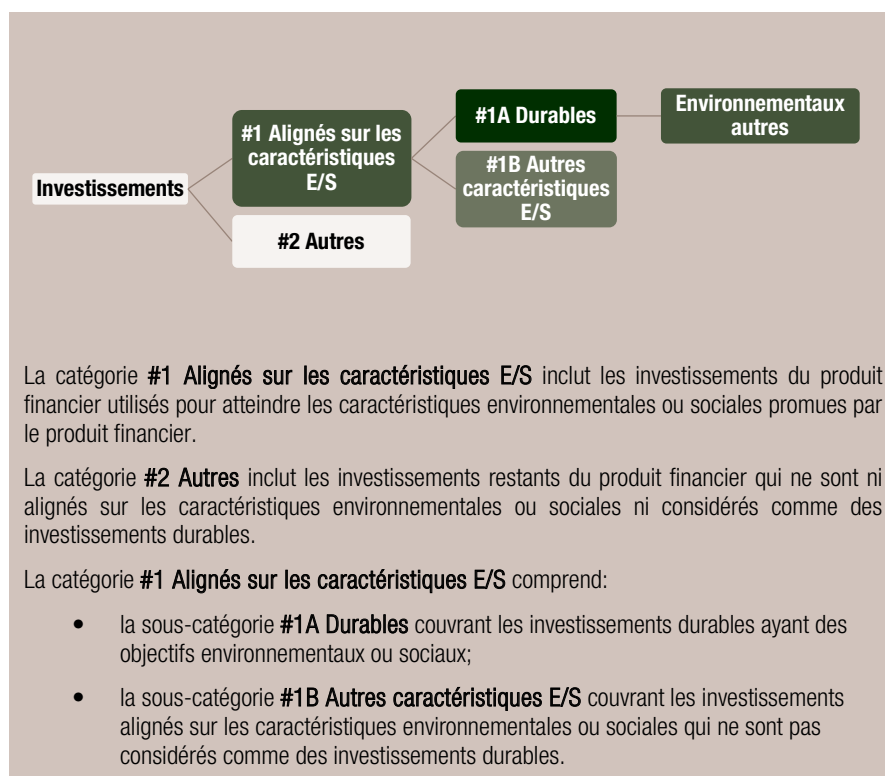 Investissements
#1 Alignés sur les
caractéristiques
E/S
#2 Autres
#1A Durables
#1B Autres
caractéristiques
E/S
Environnementaux
autres
La catégorie #1 Alignés sur les caractéristiques E/S inclut les investissements du produit
financier utilisés pour atteindre les caractéristiques environnementales ou sociales promues par
le produit financier.
La catégorie #2 Autres inclut les investissements restants du produit financier qui ne sont ni
alignés sur les caractéristiques environnementales ou sociales ni considérés comme des
investissements durables.
La catégorie #1 Alignés sur les caractéristiques E/S comprend:
• la sous-catégorie #1A Durables couvrant les investissements durables ayant des
objectifs environnementaux ou sociaux;
• la sous-catégorie #1B Autres caractéristiques E/S couvrant les investissements
alignés sur les caractéristiques environnementales ou sociales qui ne sont pas
considérés comme des investissements durables.